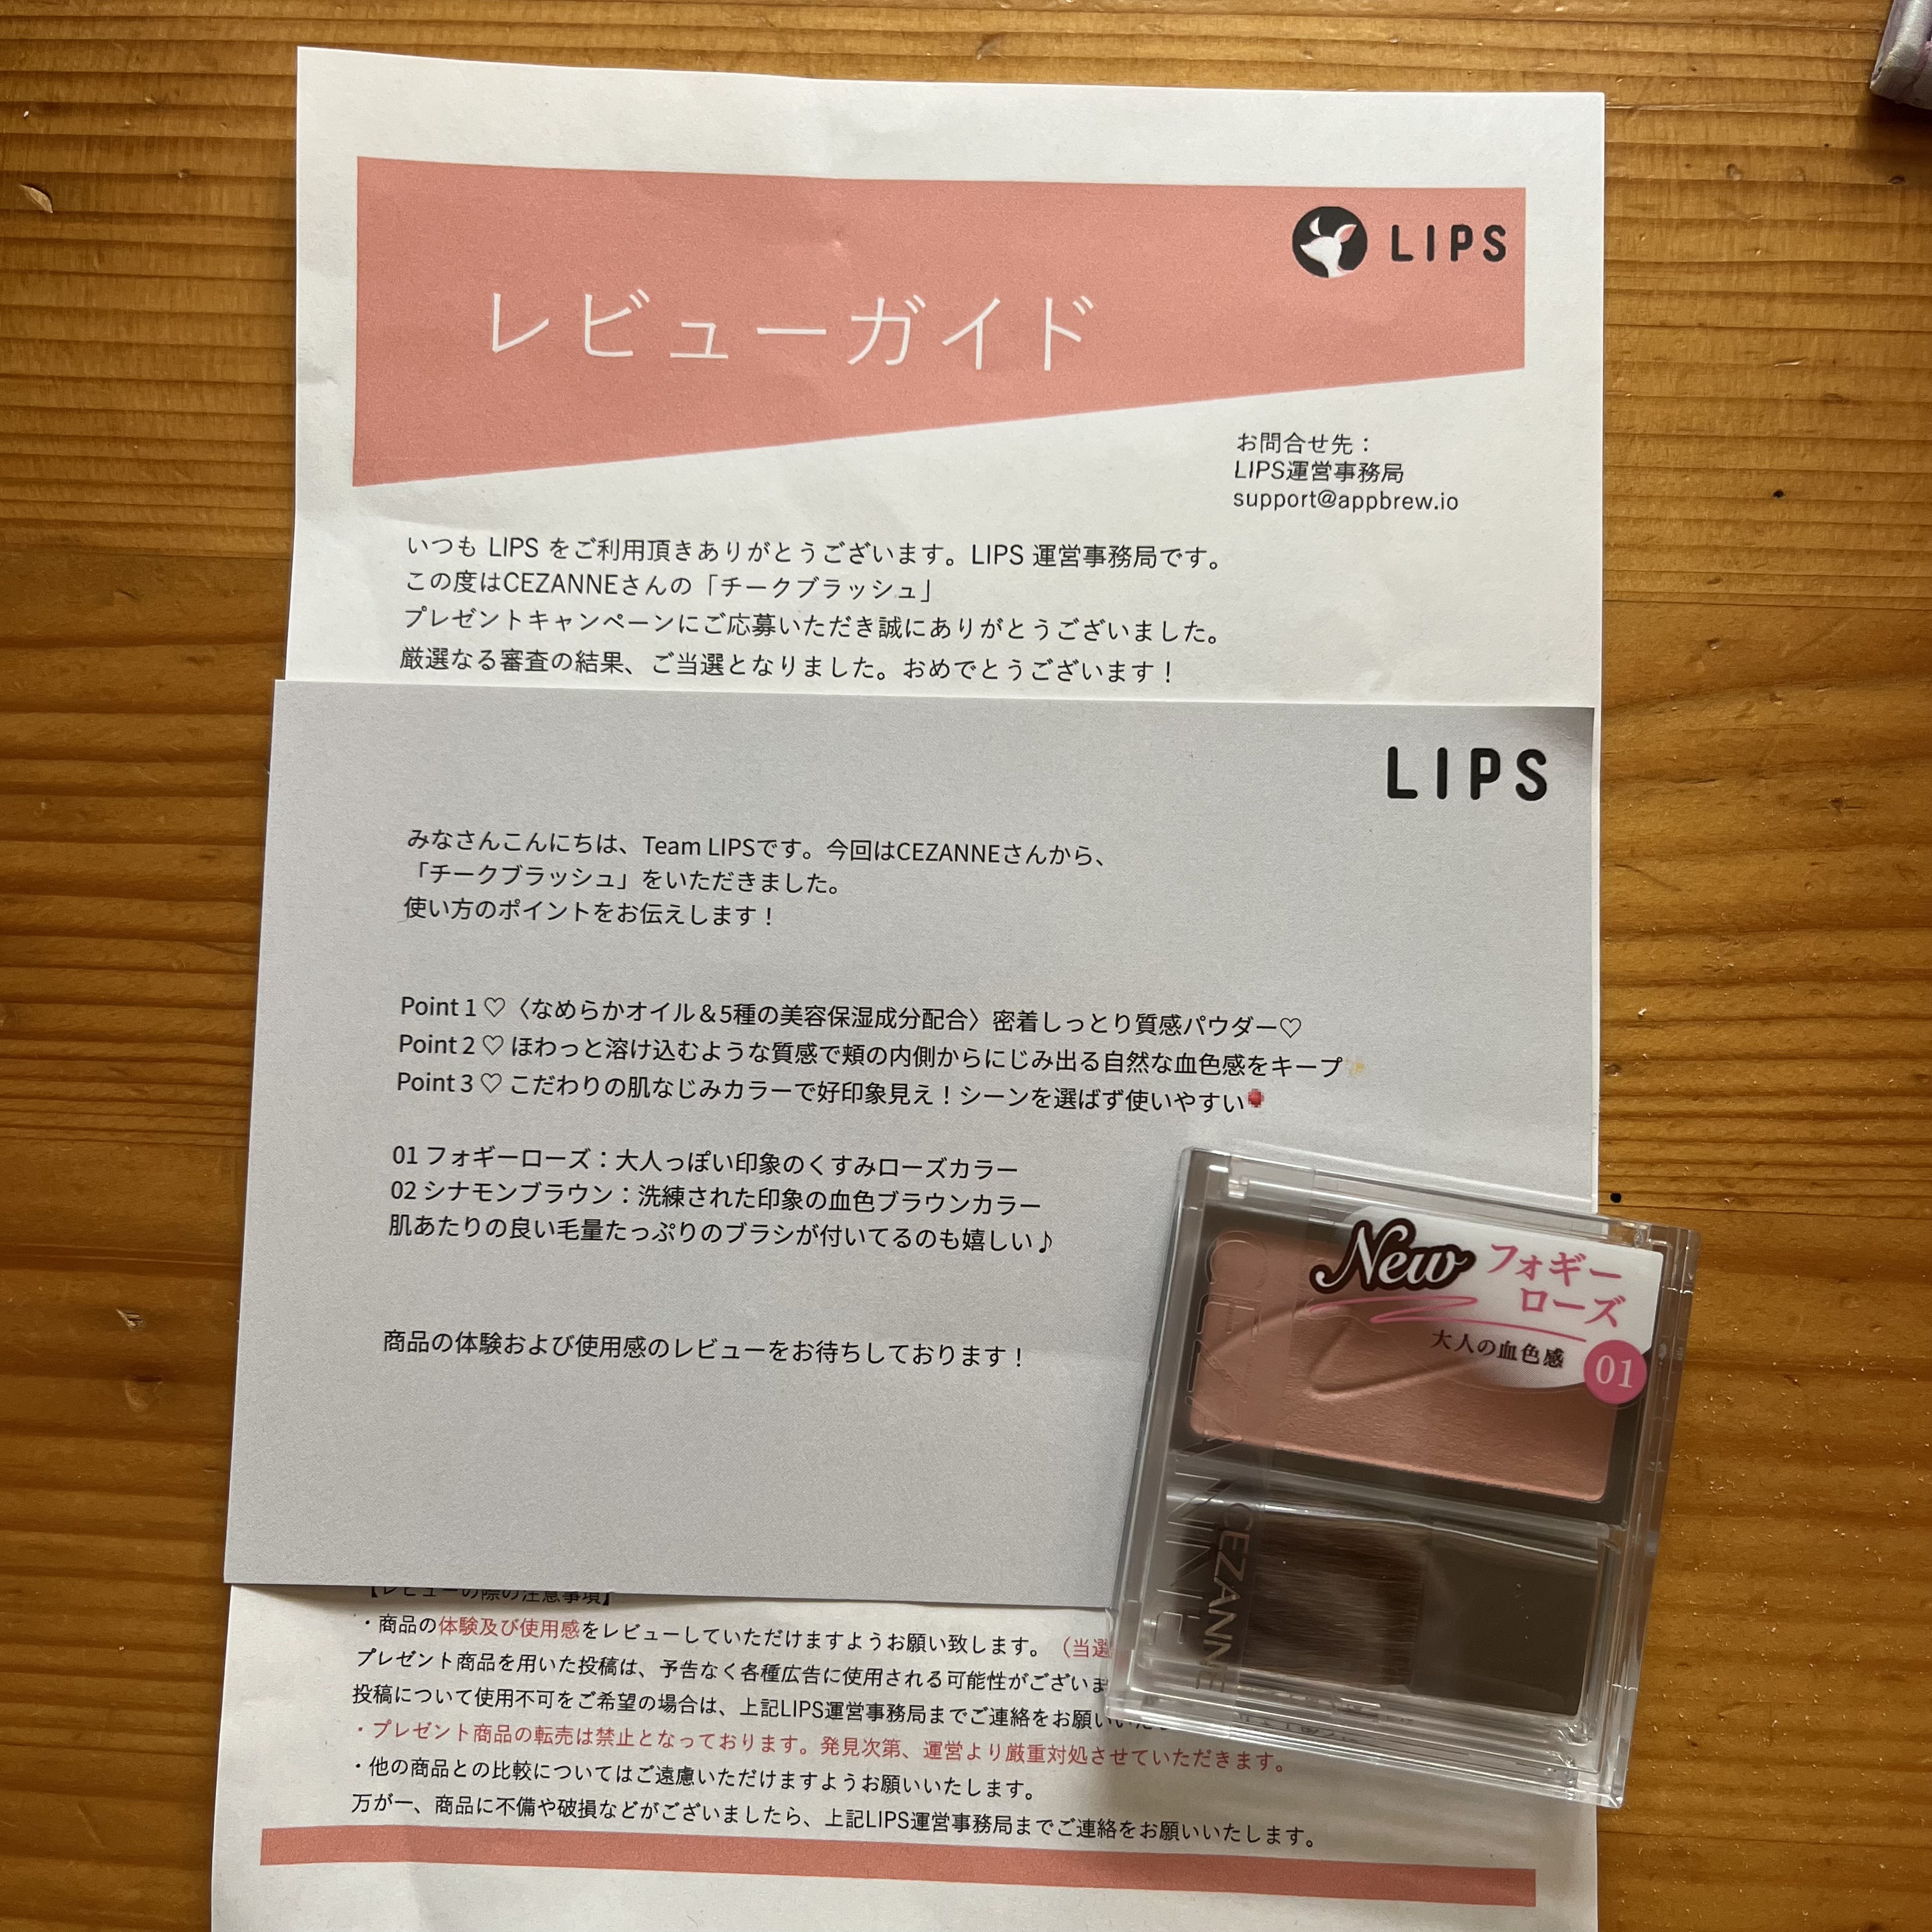 LIPS
レビューガイド
お問合せ先：
LIPS運営事務局
support@appbrew.io
いつも LIPS をご利用頂きありがとうございます。LIPS 運営事務局です。
この度はCEZANNEさんの「チークブラッシュ」
プレゼントキャンペーンにご応募いただき誠にありがとうございました。
厳選なる審査の結果、ご当選となりました。おめでとうございます！
LIPS
みなさんこんにちは、Team LIPSです。今回はCEZANNEさんから、
「チークブラッシュ」をいただきました。
使い方のポイントをお伝えします！
Point 1 ♡〈なめらかオイル＆5種の美容保湿成分配合〉密着しっとり質感パウダー♡
Point 2 ♡ ほわっと溶け込むような質感で頬の内側からにじみ出る自然な血色感をキープ✨
Point 3 ♡ こだわりの肌なじみカラーで好印象見え！シーンを選ばず使いやすい🌹
01 フォギーローズ：大人っぽい印象のくすみローズカラー
02 シナモンブラウン：洗練された印象の血色ブラウンカラー
肌あたりの良い毛量たっぷりのブラシが付いてるのも嬉しい♪
商品の体験および使用感のレビューをお待ちしております！
New フォギー
ローズ
大人の血色感
01
CEZANNE
CEZANNE
【レビューの際の注意事項】
・商品の体験及び使用感をレビューしていただけますようお願い致します。（当選
プレゼント商品を用いた投稿は、予告なく各種広告に使用される可能性がございま
投稿について使用不可をご希望の場合は、上記LIPS運営事務局までご連絡をお願いいた
・プレゼント商品の転売は禁止となっております。発見次第、運営より厳重対処させていただきます。
・他の商品との比較についてはご遠慮いただけますようお願いいたします。
万が一、商品に不備や破損などがございましたら、上記LIPS運営事務局までご連絡をお願いいたします。